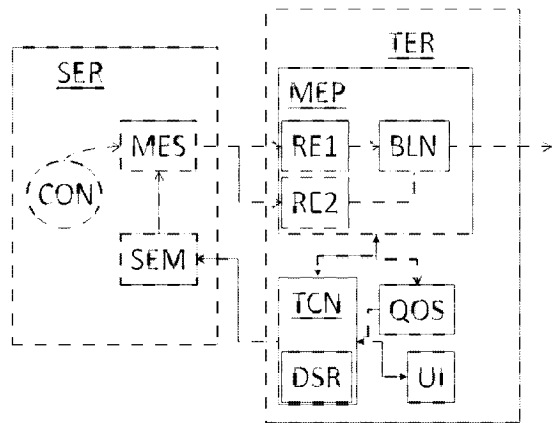 TER
SER
MEP
MES
RE1
BLN
CON
RE2
SEM
TCN
QOS
DSR
UI